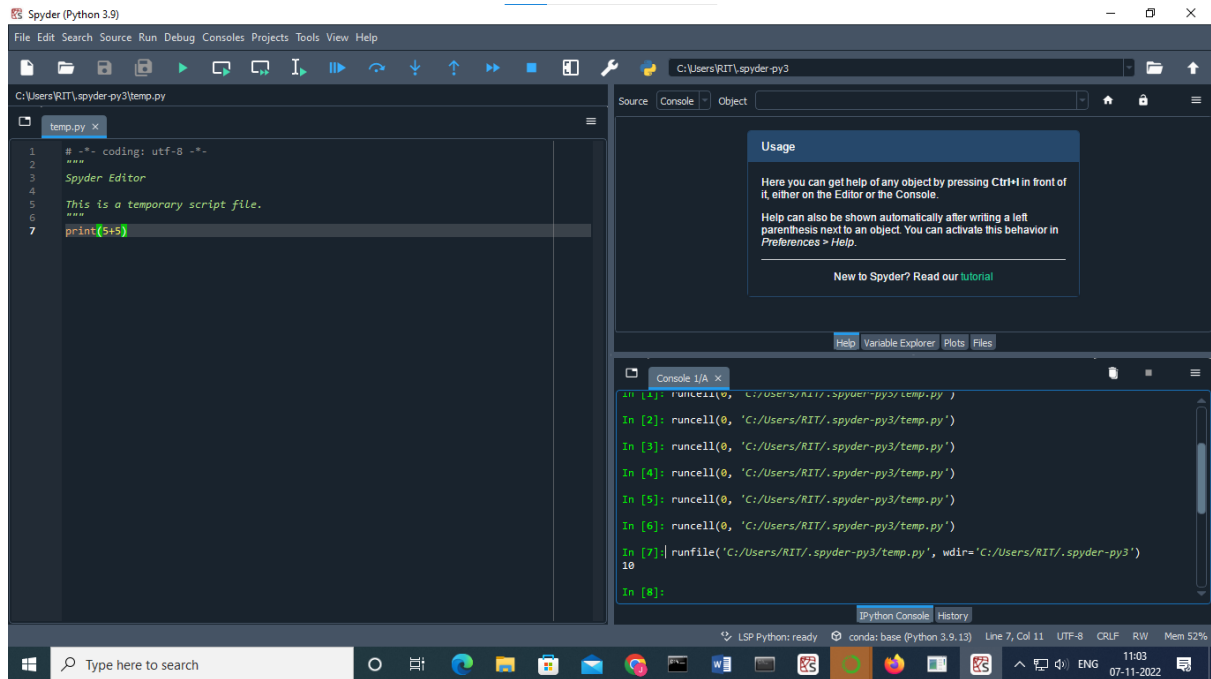 Spyder (Python 3.9)
File Edit Search Source Run Debug Consoles Projects Tools View Help
C:\Users\RIT\.spyder-py3
C:\Users\RIT\.spyder-py3\temp.py
temp.py
1 # -*- coding: utf-8 -*-
2 """
3 Spyder Editor
4
5 This is a temporary script file.
6 """
7 print(5+5)
Source Console Object
Usage
Here you can get help of any object by pressing Ctrl+I in front of
it, either on the Editor or the Console.
Help can also be shown automatically after writing a left
parenthesis next to an object. You can activate this behavior in
Preferences > Help.
New to Spyder? Read our tutorial
Help Variable Explorer Plots Files
Console 1/A
In [1]: runcell(0, 'C:/Users/RIT/.spyder-py3/temp.py')
In [2]: runcell(0, 'C:/Users/RIT/.spyder-py3/temp.py')
In [3]: runcell(0, 'C:/Users/RIT/.spyder-py3/temp.py')
In [4]: runcell(0, 'C:/Users/RIT/.spyder-py3/temp.py')
In [5]: runcell(0, 'C:/Users/RIT/.spyder-py3/temp.py')
In [6]: runcell(0, 'C:/Users/RIT/.spyder-py3/temp.py')
In [7]: runfile('C:/Users/RIT/.spyder-py3/temp.py', wdir='C:/Users/RIT/.spyder-py3')
10
In [8]:
IPython Console History
LSP Python: ready conda: base (Python 3.9.13) Line 7, Col 11 UTF-8 CRLF RW Mem 52%
Type here to search
ENG
11:03
07-11-2022